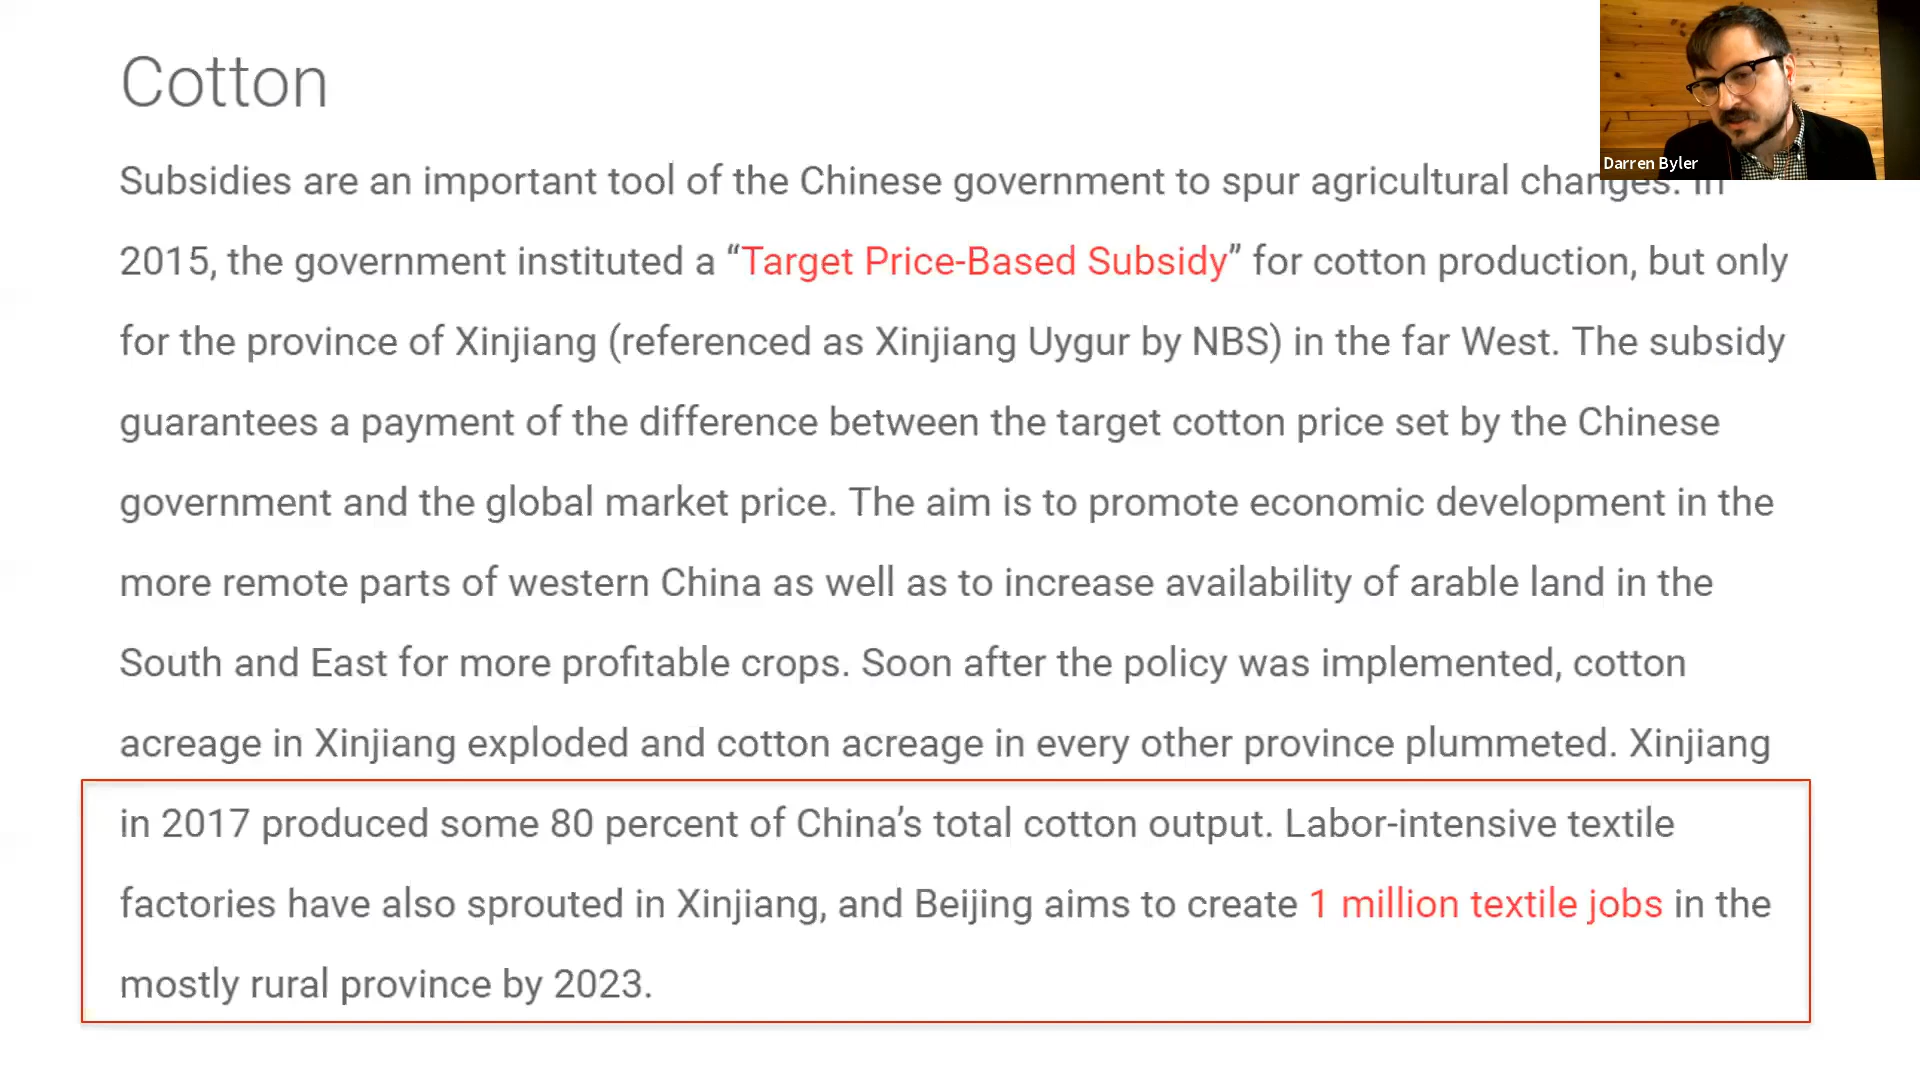 Cotton
Darren Byler
Subsidies are an important tool of the Chinese government to spur agricultural changes. In
2015, the government instituted a “Target Price-Based Subsidy” for cotton production, but only
for the province of Xinjiang (referenced as Xinjiang Uygur by NBS) in the far West. The subsidy
guarantees a payment of the difference between the target cotton price set by the Chinese
government and the global market price. The aim is to promote economic development in the
more remote parts of western China as well as to increase availability of arable land in the
South and East for more profitable crops. Soon after the policy was implemented, cotton
acreage in Xinjiang exploded and cotton acreage in every other province plummeted. Xinjiang
in 2017 produced some 80 percent of China’s total cotton output. Labor-intensive textile
factories have also sprouted in Xinjiang, and Beijing aims to create 1 million textile jobs in the
mostly rural province by 2023.